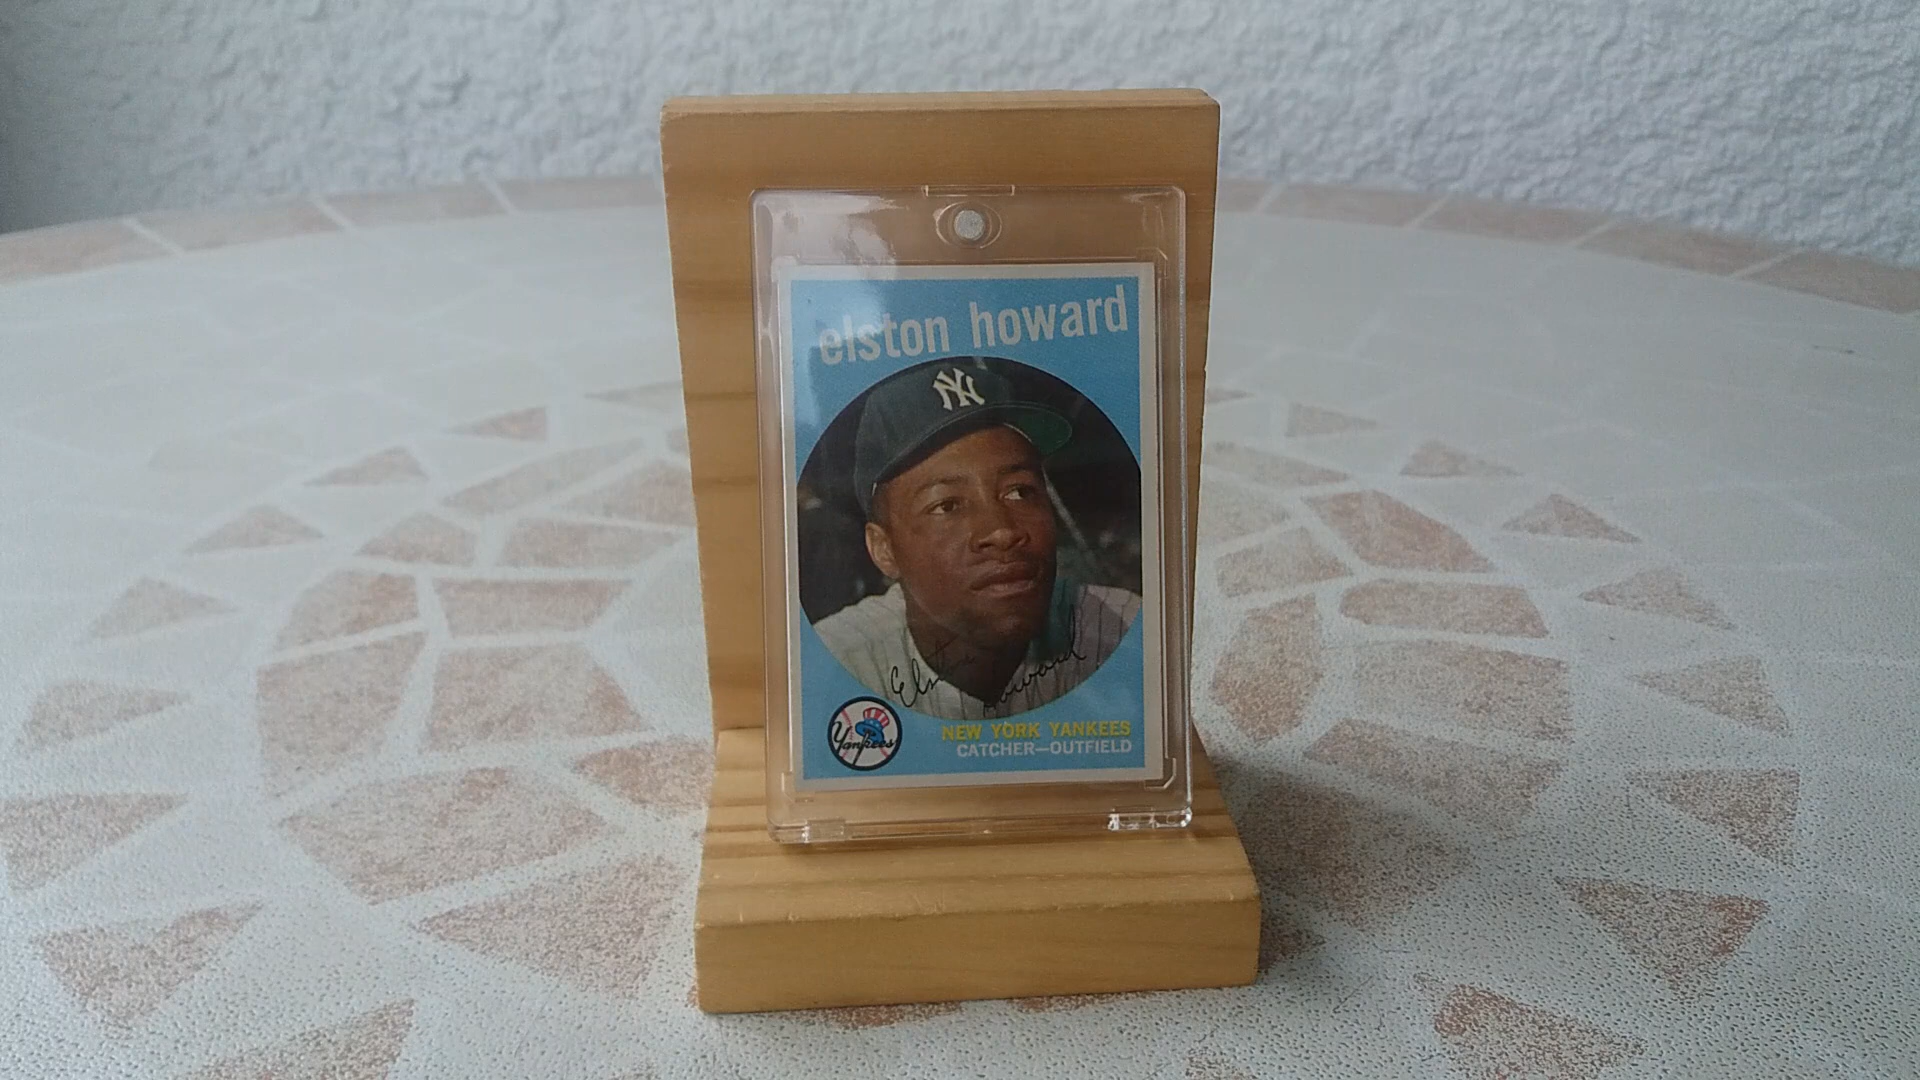 elston howard
NY
Elston Howard
Yankees
NEW YORK YANKEES
CATCHER—OUTFIELD